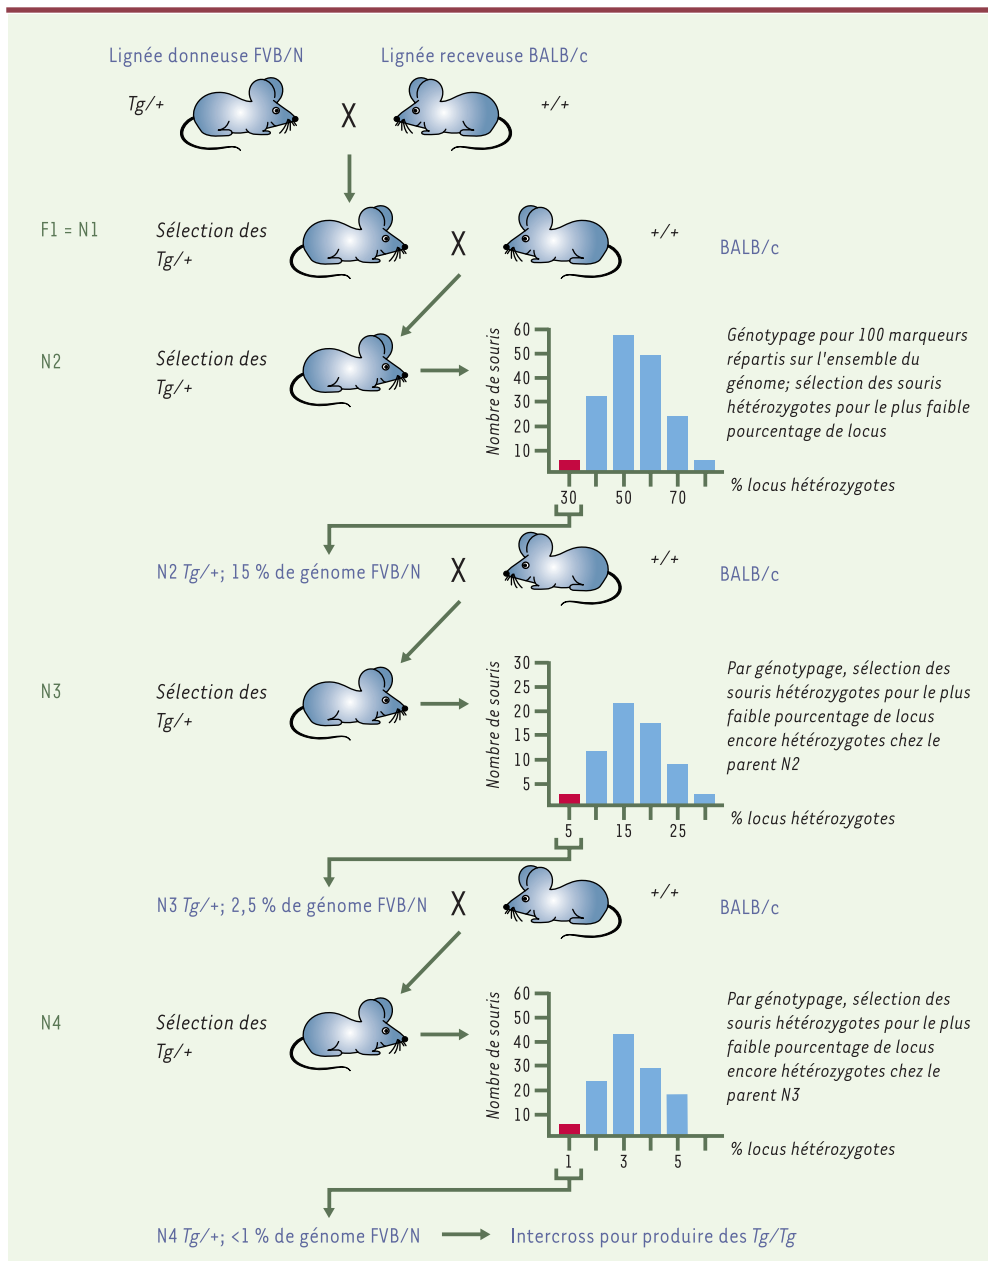 Lignée donneuse FVB/N
Lignée receveuse BALB/c
Tg/+
X
+/+
F1 = N1
Sélection des
Tg/+
X
+/+
BALB/c
N2
Sélection des
Tg/+
Nombre de souris
60
50
40
30
20
10
30
50
70
% locus hétérozygotes
Génotypage pour 100 marqueurs
répartis sur l'ensemble du
génome; sélection des souris
hétérozygotes pour le plus faible
pourcentage de locus
N2 Tg/+; 15 % de génome FVB/N
X
+/+
BALB/c
N3
Sélection des
Tg/+
Nombre de souris
30
25
20
15
10
5
5
15
25
% locus hétérozygotes
Par génotypage, sélection des
souris hétérozygotes pour le plus
faible pourcentage de locus
encore hétérozygotes chez le
parent N2
N3 Tg/+; 2,5 % de génome FVB/N
X
+/+
BALB/c
N4
Sélection des
Tg/+
Nombre de souris
60
50
40
30
20
10
1
3
5
% locus hétérozygotes
Par génotypage, sélection des
souris hétérozygotes pour le plus
faible pourcentage de locus
encore hétérozygotes chez le
parent N3
N4 Tg/+; <1 % de génome FVB/N
Intercross pour produire des Tg/Tg